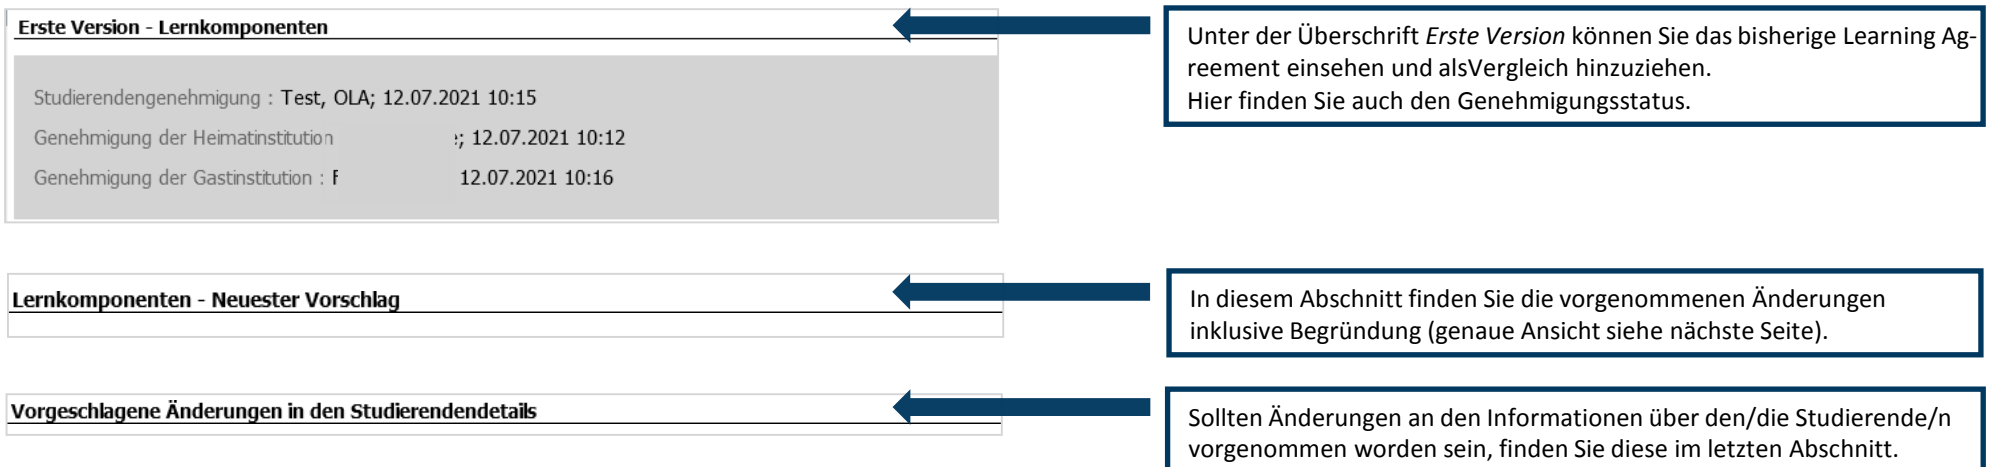 Erste Version - Lernkomponenten
Unter der Überschrift Erste Version können Sie das bisherige Learning Ag-
reement einsehen und alsVergleich hinzuziehen.
Hier finden Sie auch den Genehmigungsstatus.
Studierendengenehmigung : Test, OLA; 12.07.2021 10:15
Genehmigung der Heimatinstitution ; 12.07.2021 10:12
Genehmigung der Gastinstitution : 12.07.2021 10:16
Lernkomponenten - Neuester Vorschlag
In diesem Abschnitt finden Sie die vorgenommenen Änderungen
inklusive Begründung (genaue Ansicht siehe nächste Seite).
Vorgeschlagene Änderungen in den Studierendendetails
Sollten Änderungen an den Informationen über den/die Studierende/n
vorgenommen worden sein, finden Sie diese im letzten Abschnitt.